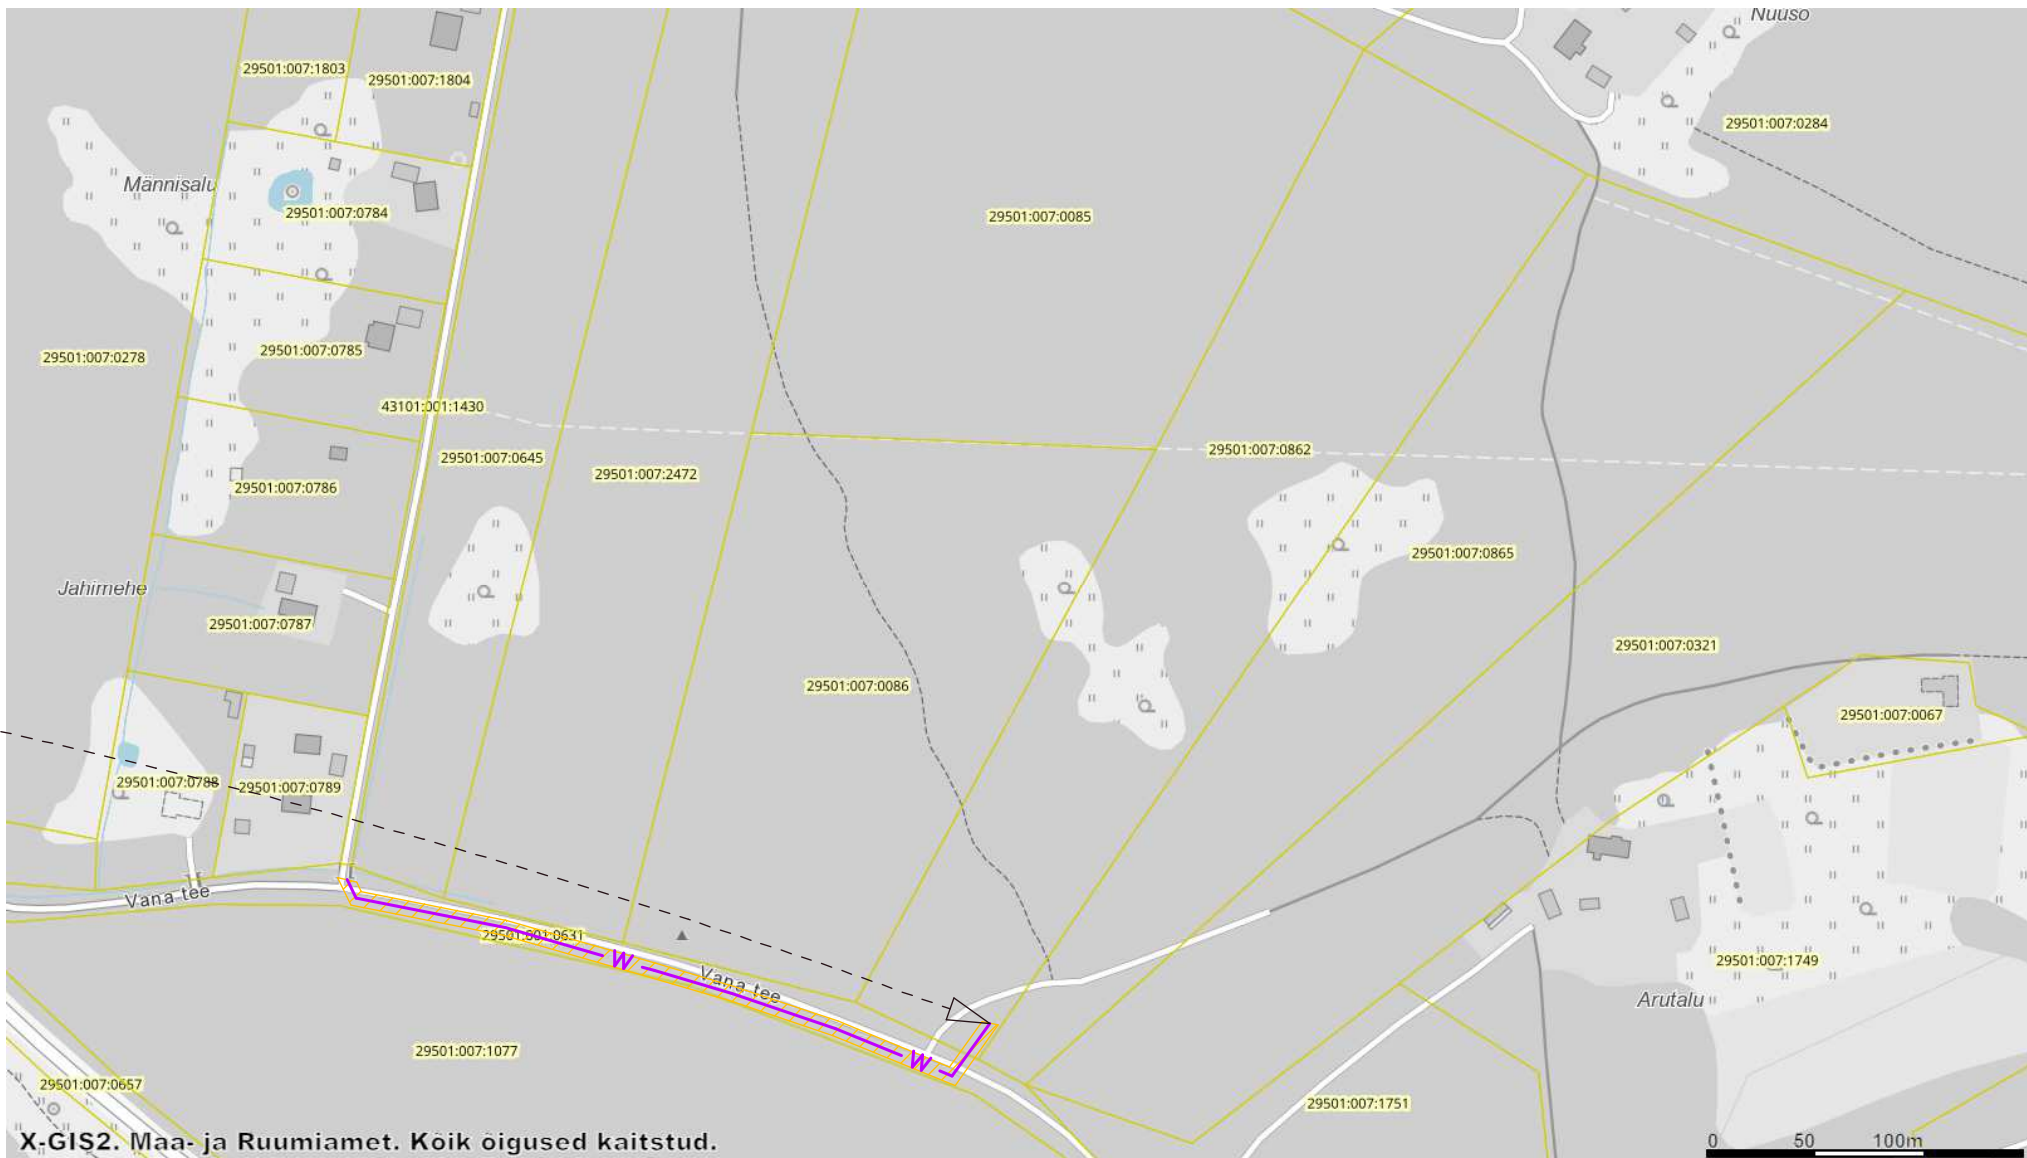 Nuuso
29501:007:1803
29501:007:1804
29501:007:0284
Männisalu
29501:007:0784
29501:007:0085
29501:007:0278
29501:007:0785
43101:001:1430
29501:007:0645
29501:007:2472
29501:007:0862
29501:007:0786
29501:007:0865
Jahimehe
29501:007:0787
29501:007:0321
29501:007:0086
29501:007:0067
29501:007:0788
29501:007:0789
Vana tee
29501:001:0631
W
Vana tee
29501:007:1749
Arutalu
29501:007:1077
W
29501:007:0657
29501:007:1751
X-GIS2. Maa- ja Ruumiamet. Kõik õigused kaitstud.
0 50 100m